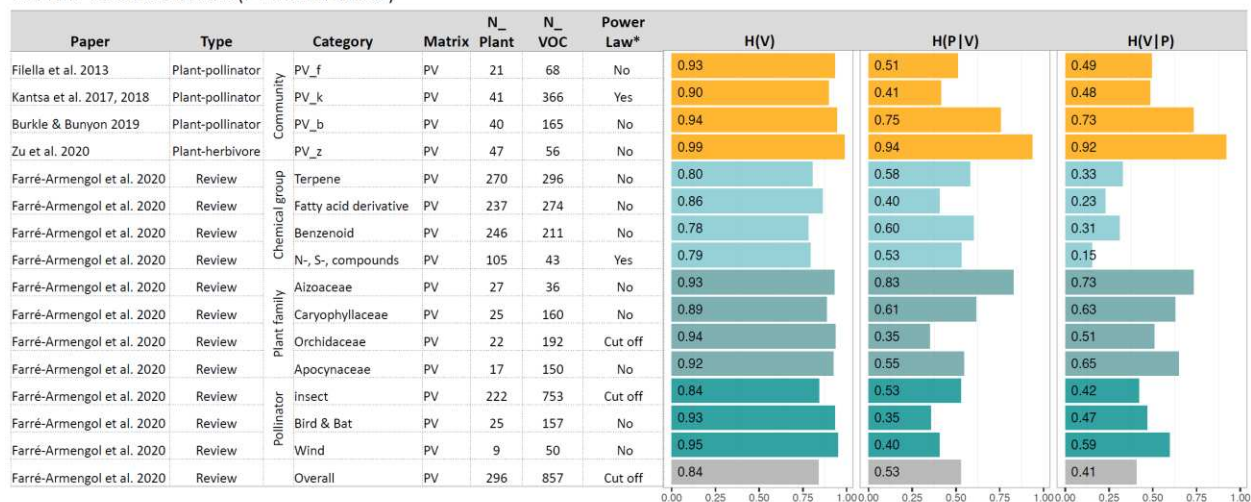 Paper Type Category Matrix N_ Plant N_ VOC Power Law* H(V) H(P|V) H(V|P)
Filella et al. 2013 Plant-pollinator PV_f PV 21 68 No 0.93 0.51 0.49
Kantsa et al. 2017, 2018 Plant-pollinator PV_k PV 41 366 Yes 0.90 0.41 0.48
Burkle & Bunyon 2019 Plant-pollinator PV_b PV 40 165 No 0.94 0.75 0.73
Zu et al. 2020 Plant-herbivore PV_z PV 47 56 No 0.99 0.94 0.92
Community
Farré-Armengol et al. 2020 Review Terpene PV 270 296 No 0.80 0.58 0.33
Farré-Armengol et al. 2020 Review Fatty acid derivative PV 237 274 No 0.86 0.40 0.23
Farré-Armengol et al. 2020 Review Benzenoid PV 246 211 No 0.78 0.60 0.31
Farré-Armengol et al. 2020 Review N-, S-, compounds PV 105 43 Yes 0.79 0.53 0.15
Chemical group
Farré-Armengol et al. 2020 Review Aizoaceae PV 27 36 No 0.93 0.83 0.73
Farré-Armengol et al. 2020 Review Caryophyllaceae PV 25 160 No 0.89 0.61 0.63
Farré-Armengol et al. 2020 Review Orchidaceae PV 22 192 Cut off 0.94 0.35 0.51
Farré-Armengol et al. 2020 Review Apocynaceae PV 17 150 No 0.92 0.55 0.65
Plant family
Farré-Armengol et al. 2020 Review insect PV 222 753 Cut off 0.84 0.53 0.42
Farré-Armengol et al. 2020 Review Bird & Bat PV 25 157 No 0.93 0.35 0.47
Farré-Armengol et al. 2020 Review Wind PV 9 50 No 0.95 0.40 0.59
Pollinator
Farré-Armengol et al. 2020 Review Overall PV 296 857 Cut off 0.84 0.53 0.41
0.00 0.25 0.50 0.75 1.00 0.00 0.25 0.50 0.75 1.00 0.00 0.25 0.50 0.75 1.00